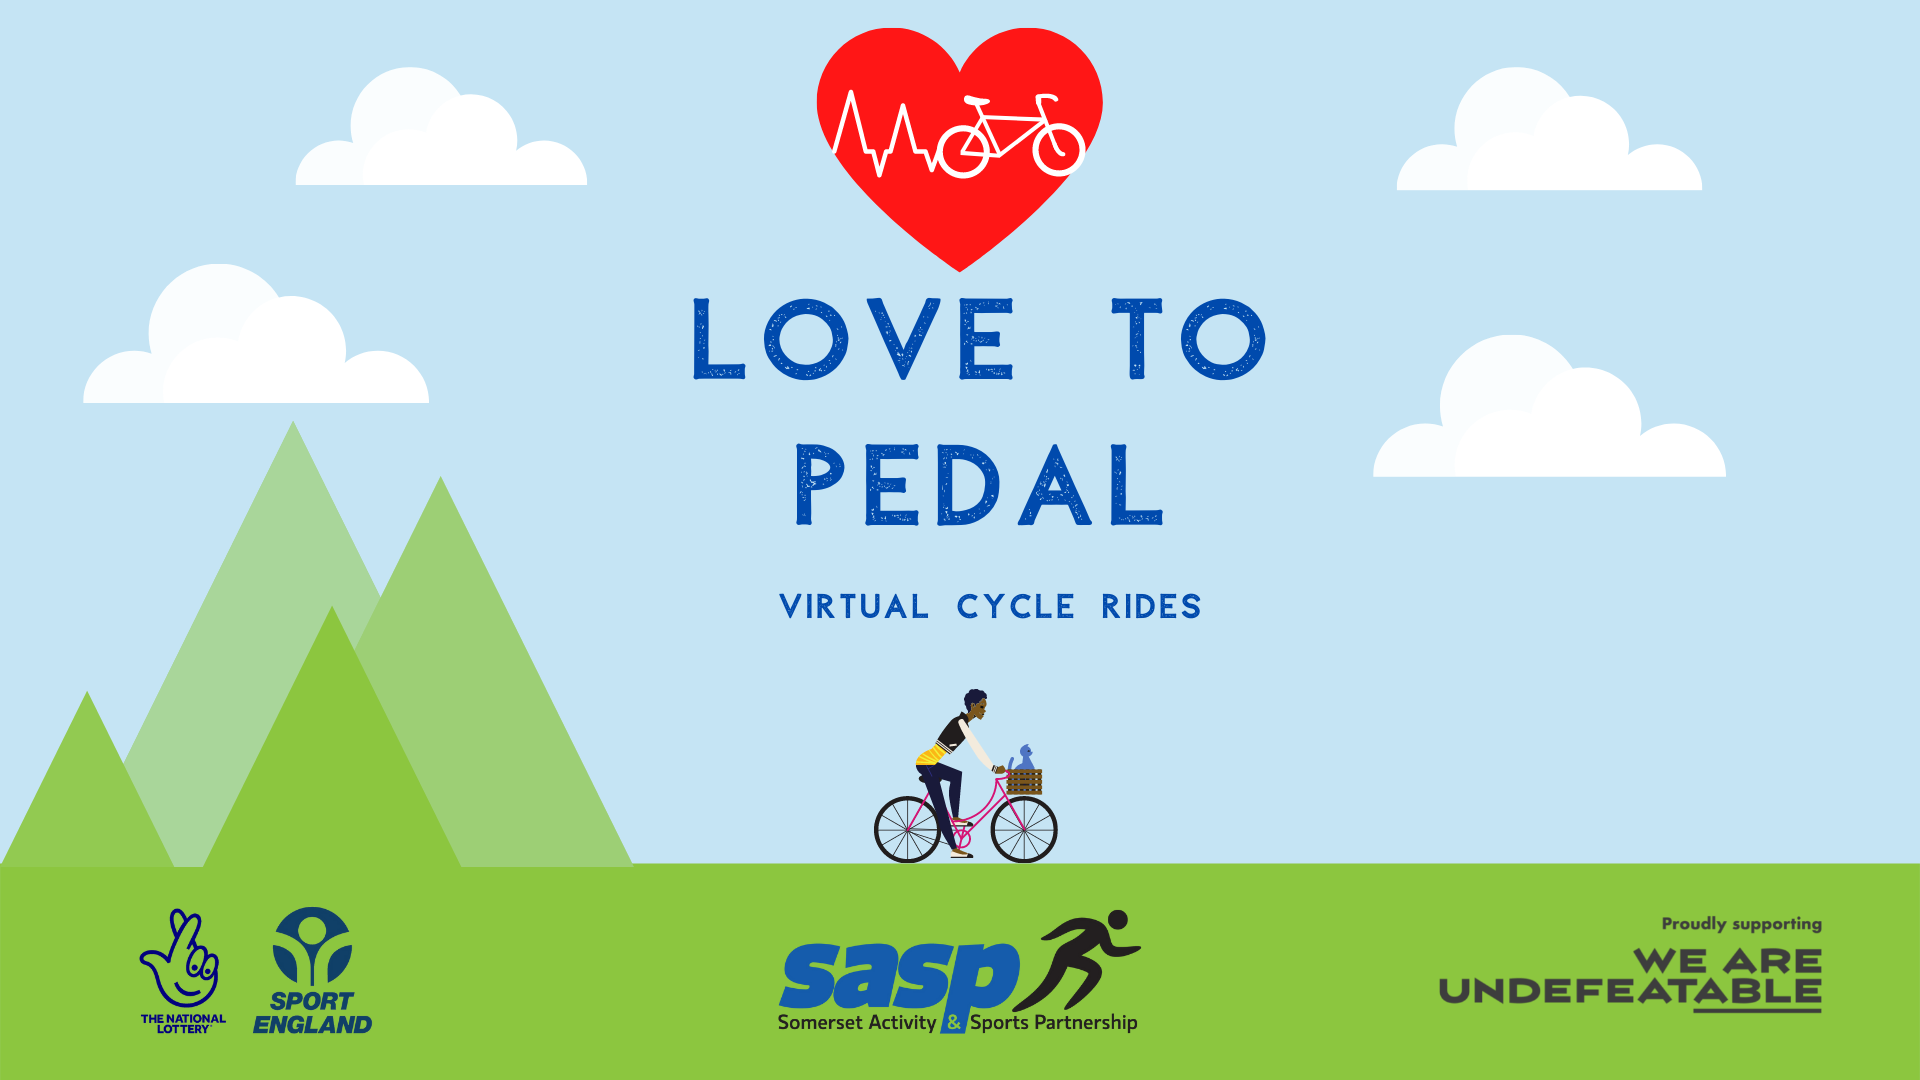 LOVE TO
PEDAL
VIRTUAL CYCLE RIDES
THE NATIONAL
LOTTERY
SPORT
ENGLAND
sasp
Somerset Activity & Sports Partnership
Proudly supporting
WE ARE
UNDEFEATABLE